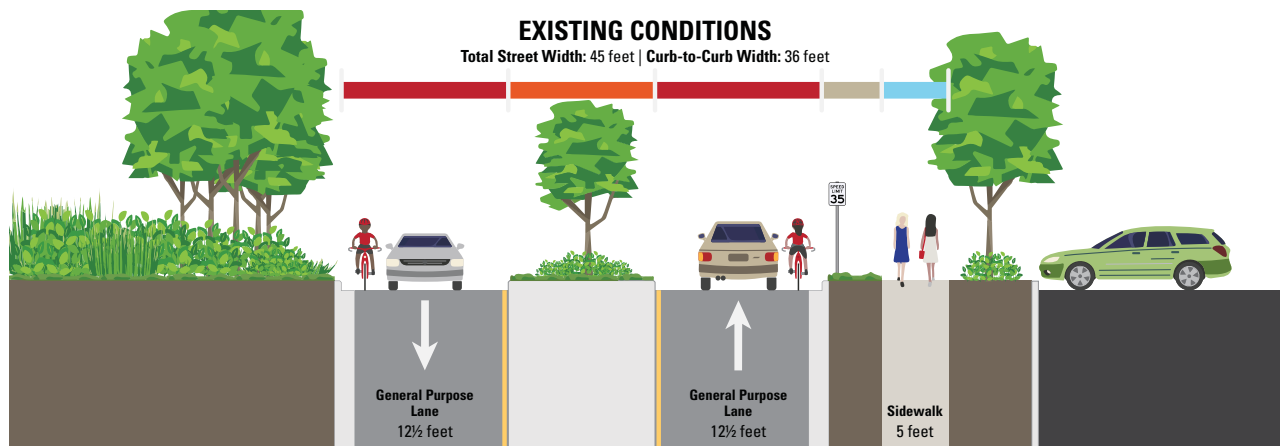 EXISTING CONDITIONS
Total Street Width: 45 feet | Curb-to-Curb Width: 36 feet
SPEED
LIMIT
35
General Purpose
Lane
12½ feet
General Purpose
Lane
12½ feet
Sidewalk
5 feet